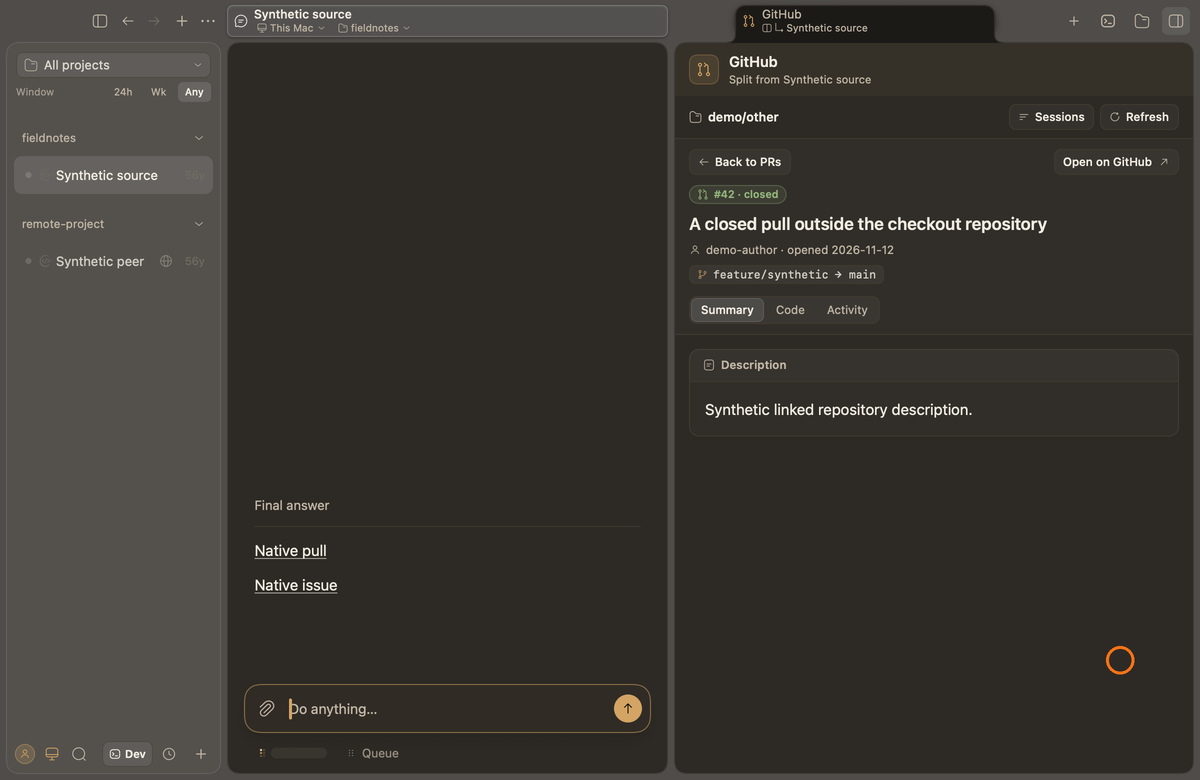 Synthetic source
This Mac
fieldnotes
GitHub
Synthetic source
All projects
Window 24h Wk Any
fieldnotes
Synthetic source 56y
remote-project
Synthetic peer 56y
Dev
Final answer
Native pull
Native issue
Do anything...
Queue
GitHub
Split from Synthetic source
demo/other
Sessions
Refresh
Back to PRs
Open on GitHub
#42 · closed
A closed pull outside the checkout repository
demo-author · opened 2026-11-12
feature/synthetic → main
Summary Code Activity
Description
Synthetic linked repository description.